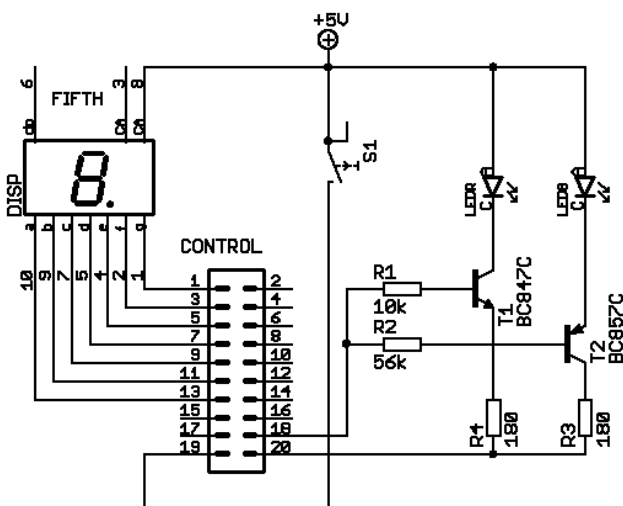 +5V
6
3
8
FIFTH
dp
CA
CA
8.
DISP
S1
a
b
c
d
e
f
g
10
9
7
5
4
2
1
CONTROL
LEDR
C
LEDB
C
1
2
3
4
5
6
7
8
9
10
11
12
13
14
15
16
17
18
19
20
R1
10k
R2
56k
T1
BC847C
T2
BC857C
R4
180
R3
180